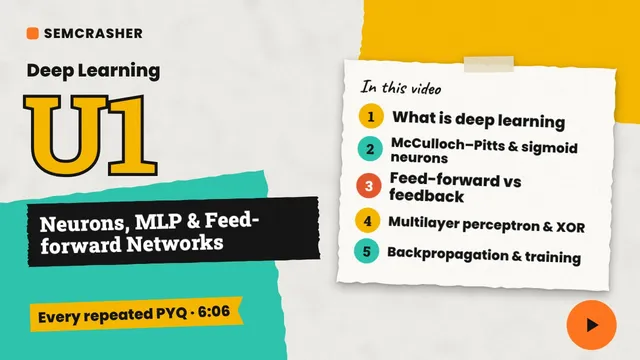 SEMCRASHER
Deep Learning
U1
Neurons, MLP & Feed-
forward Networks
Every repeated PYQ · 6:06
In this video
1 What is deep learning
2 McCulloch–Pitts & sigmoid
neurons
3 Feed-forward vs
feedback
4 Multilayer perceptron & XOR
5 Backpropagation & training